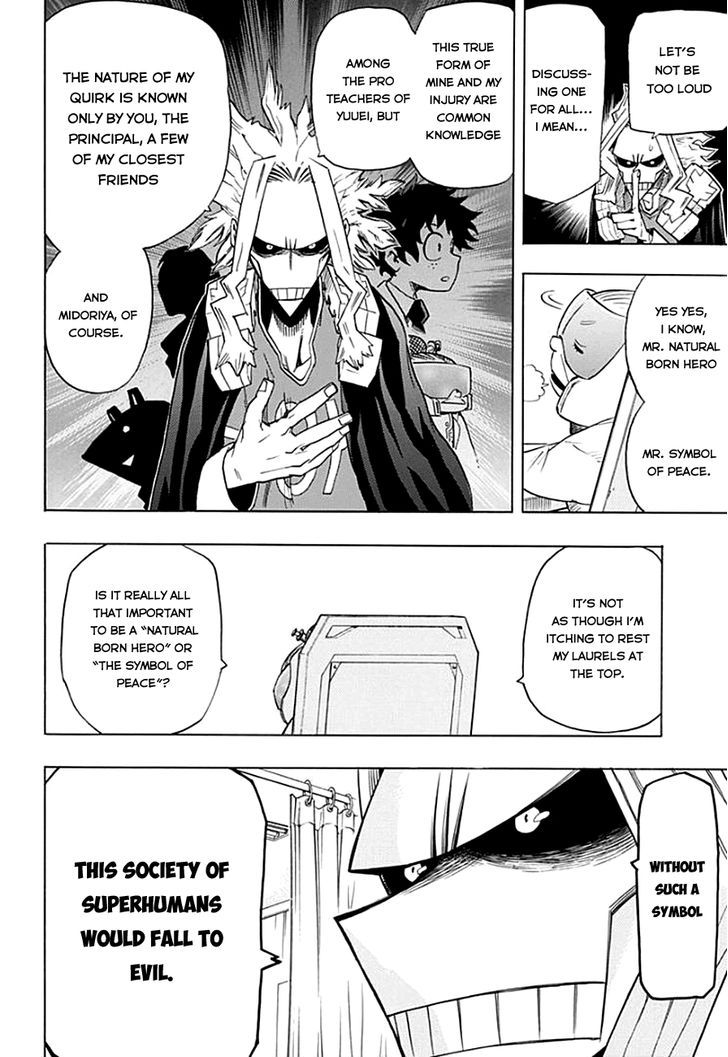 LET'S
NOT BE
TOO LOUD
DISCUSS-
ING ONE
FOR ALL...
I MEAN...
THIS TRUE
FORM OF
MINE AND MY
INJURY ARE
COMMON
KNOWLEDGE
AMONG
THE PRO
TEACHERS OF
YUUEI, BUT
THE NATURE OF MY
QUIRK IS KNOWN
ONLY BY YOU, THE
PRINCIPAL, A FEW
OF MY CLOSEST
FRIENDS
AND
MIDORIYA, OF
COURSE.
YES YES,
I KNOW,
MR. NATURAL
BORN HERO
MR. SYMBOL
OF PEACE.
IT'S NOT
AS THOUGH I'M
ITCHING TO REST
MY LAURELS AT
THE TOP.
IS IT REALLY ALL
THAT IMPORTANT
TO BE A "NATURAL
BORN HERO" OR
"THE SYMBOL OF
PEACE"?
WITHOUT
SUCH A
SYMBOL
THIS SOCIETY OF
SUPERHUMANS
WOULD FALL TO
EVIL.